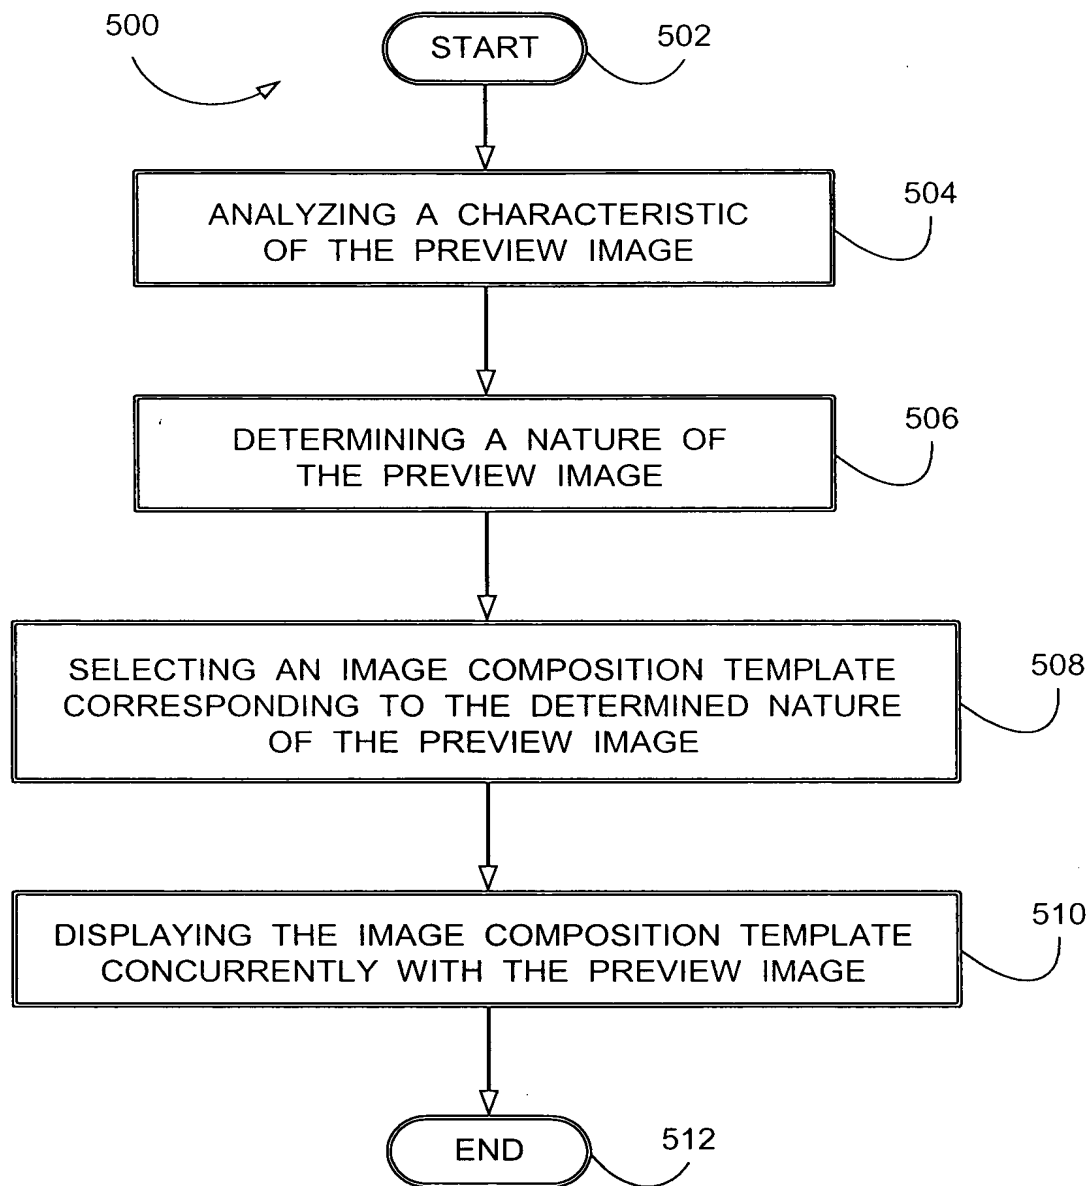 500
START
502
ANALYZING A CHARACTERISTIC
OF THE PREVIEW IMAGE
504
DETERMINING A NATURE OF
THE PREVIEW IMAGE
506
SELECTING AN IMAGE COMPOSITION TEMPLATE
CORRESPONDING TO THE DETERMINED NATURE
OF THE PREVIEW IMAGE
508
DISPLAYING THE IMAGE COMPOSITION TEMPLATE
CONCURRENTLY WITH THE PREVIEW IMAGE
510
END
512